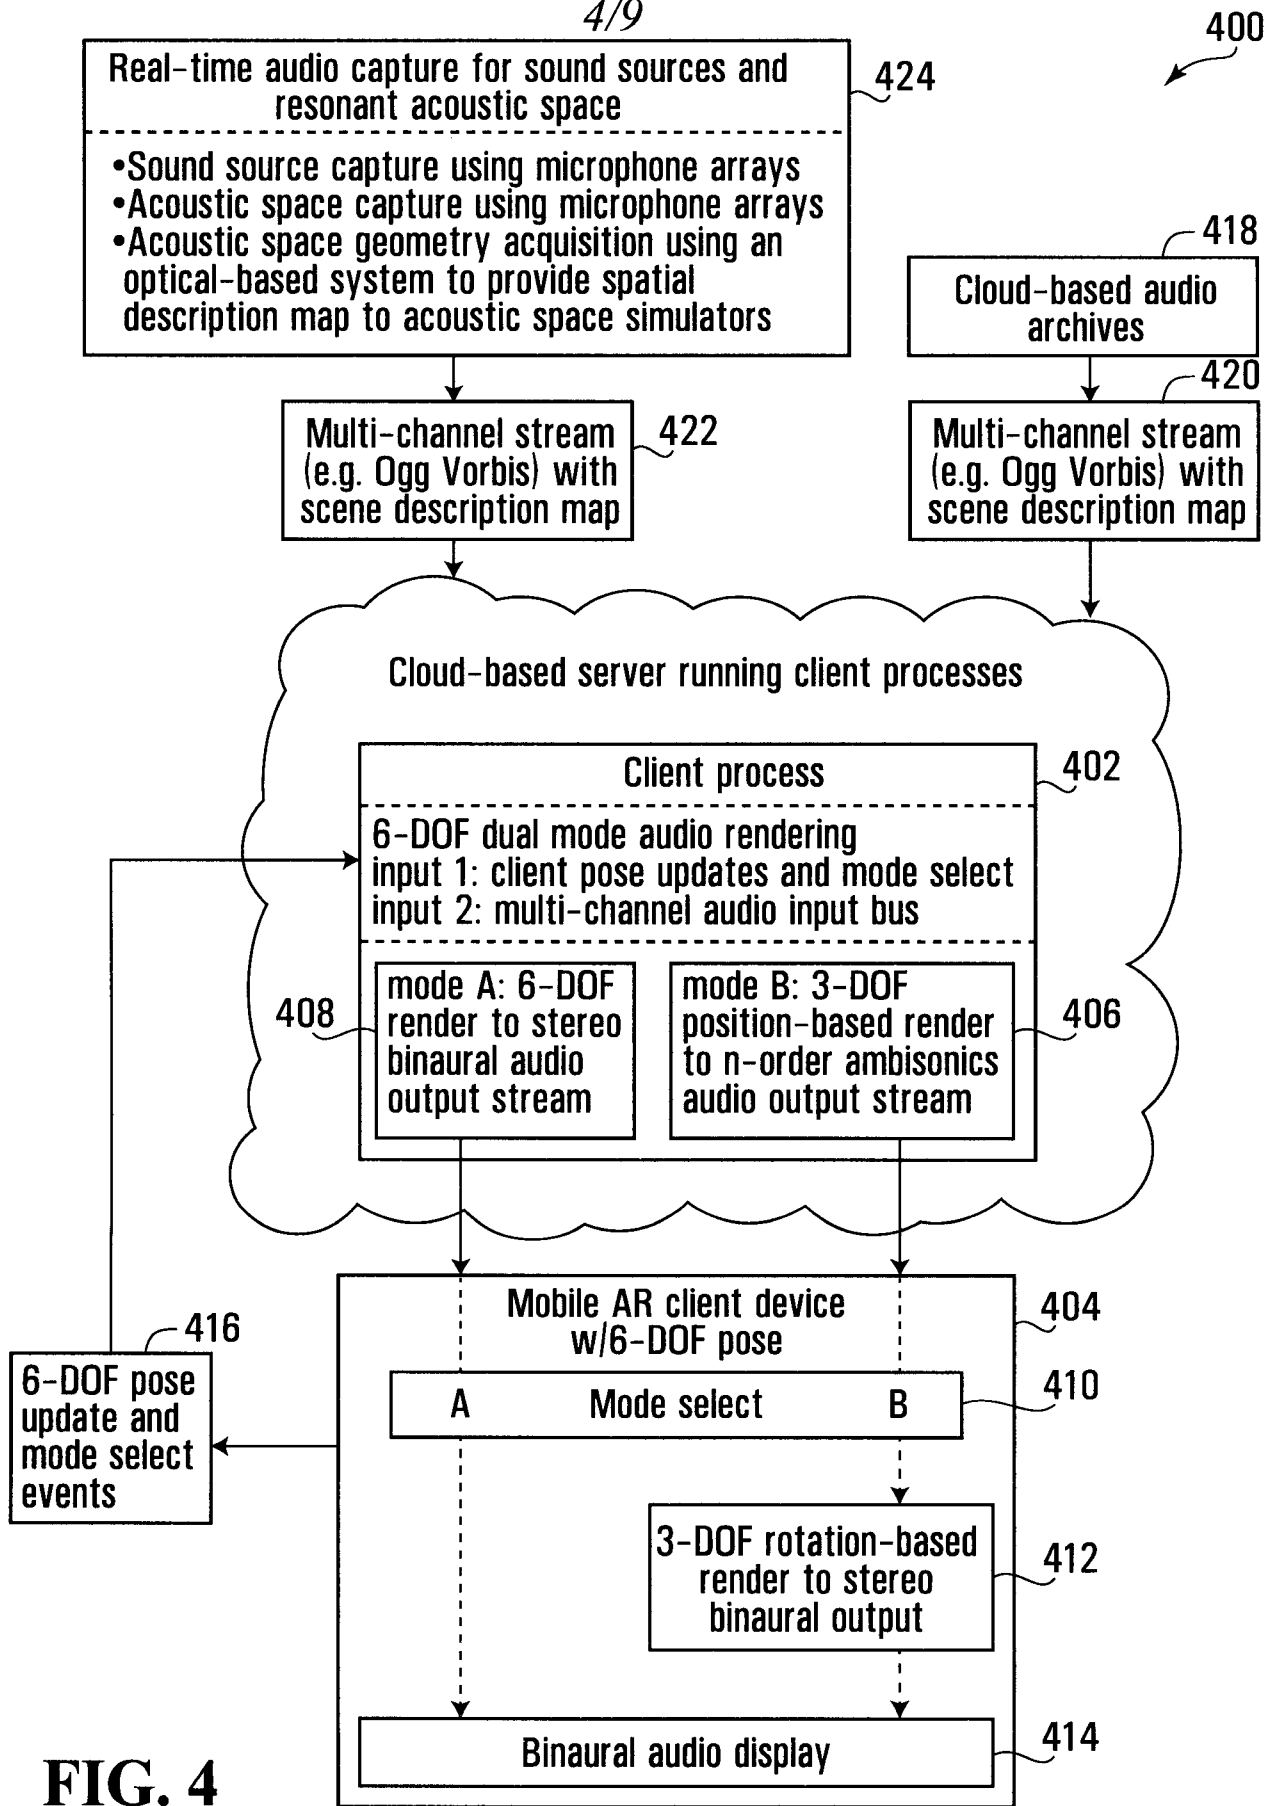 4/9
400
Real-time audio capture for sound sources and
resonant acoustic space
424
•Sound source capture using microphone arrays
•Acoustic space capture using microphone arrays
•Acoustic space geometry acquisition using an
optical-based system to provide spatial
description map to acoustic space simulators
418
Cloud-based audio
archives
422
Multi-channel stream
(e.g. Ogg Vorbis) with
scene description map
420
Multi-channel stream
(e.g. Ogg Vorbis) with
scene description map
Cloud-based server running client processes
Client process
402
6-DOF dual mode audio rendering
input 1: client pose updates and mode select
input 2: multi-channel audio input bus
408
mode A: 6-DOF
render to stereo
binaural audio
output stream
mode B: 3-DOF
position-based render
to n-order ambisonics
audio output stream
406
Mobile AR client device
w/6-DOF pose
404
416
6-DOF pose
update and
mode select
events
A Mode select B
410
3-DOF rotation-based
render to stereo
binaural output
412
Binaural audio display
414
FIG. 4